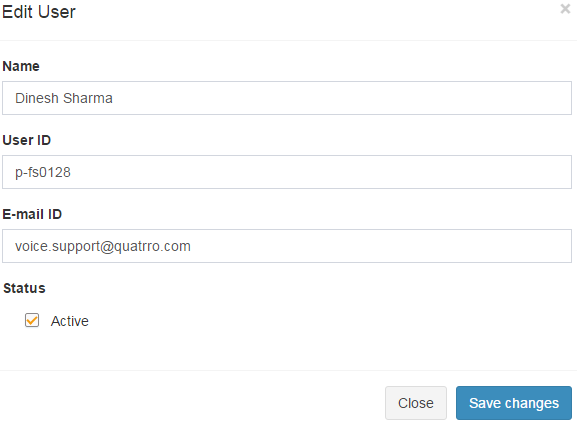 Edit User
×
Name
Dinesh Sharma
User ID
p-fs0128
E-mail ID
voice.support@quatrro.com
Status
Active
Close
Save changes